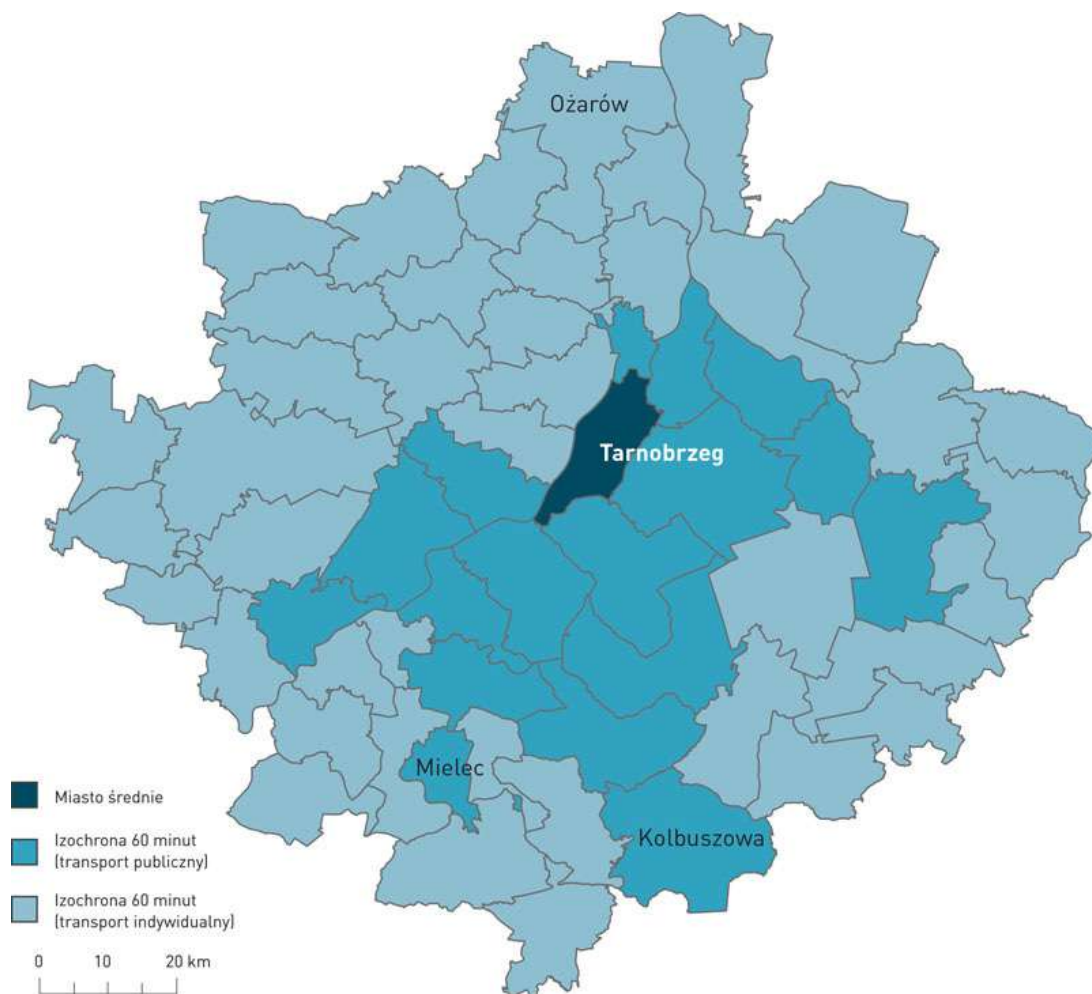 Ożarów
Tarnobrzeg
Mielec
Kolbuszowa
Miasto średnie
Izochrona 60 minut
(transport publiczny)
Izochrona 60 minut
(transport indywidualny)
0 10 20 km